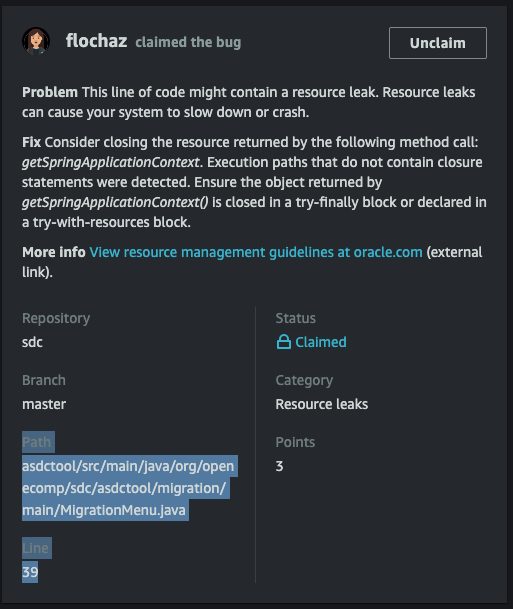 flochaz claimed the bug
Unclaim
Problem This line of code might contain a resource leak. Resource leaks
can cause your system to slow down or crash.
Fix Consider closing the resource returned by the following method call:
getSpringApplicationContext. Execution paths that do not contain closure
statements were detected. Ensure the object returned by
getSpringApplicationContext() is closed in a try-finally block or declared in
a try-with-resources block.
More info View resource management guidelines at oracle.com (external
link).
Repository
sdc
Branch
master
Path
asdctool/src/main/java/org/open
ecomp/sdc/asdctool/migration/
main/MigrationMenu.java
Line
39
Status
Claimed
Category
Resource leaks
Points
3